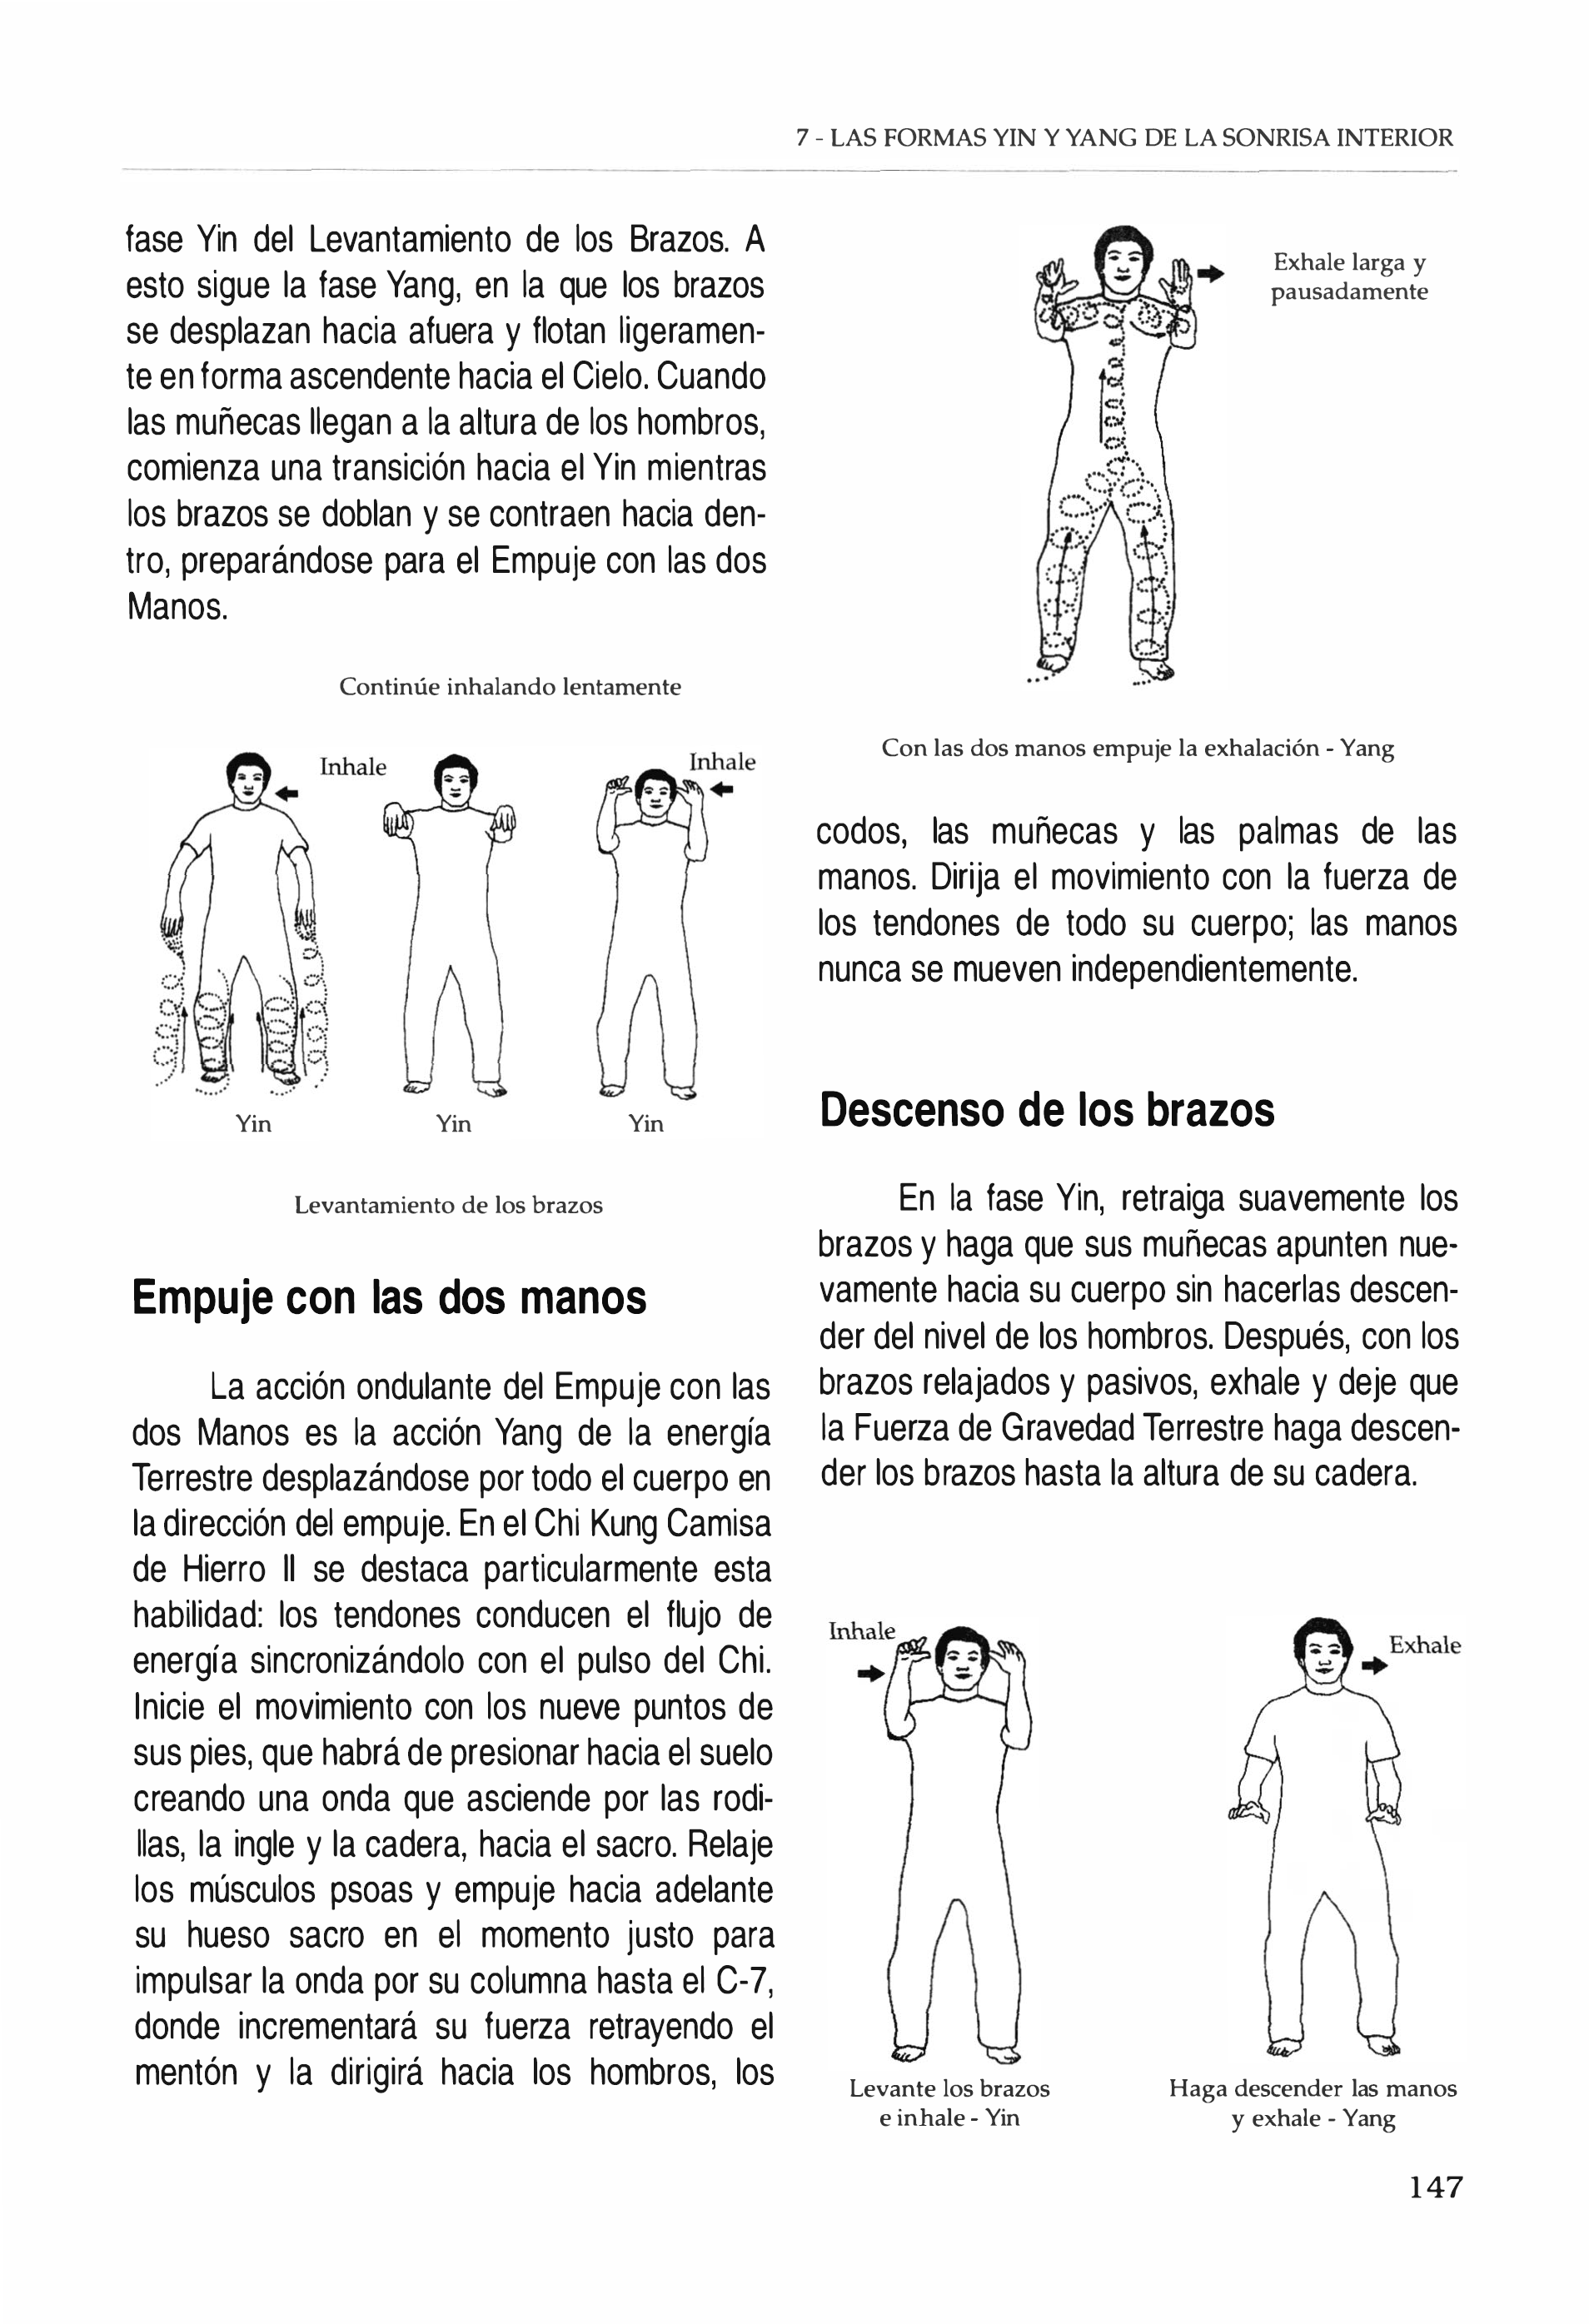 7 - LAS FORMAS YIN Y YANG DE LA SONRISA INTERIOR
fase Yin del Levantamiento de los Brazos. A
esto sigue la fase Yang, en la que los brazos
se desplazan hacia afuera y flotan ligeramen-
te en forma ascendente hacia el Cielo. Cuando
las muñecas llegan a la altura de los hombros,
comienza una transición hacia el Yin mientras
los brazos se doblan y se contraen hacia den-
tro, preparándose para el Empuje con las dos
Manos.
Continúe inhalando lentamente
Inhale
Inhale
Yin
Yin
Yin
Levantamiento de los brazos
Empuje con las dos manos
La acción ondulante del Empuje con las
dos Manos es la acción Yang de la energía
Terrestre desplazándose por todo el cuerpo en
la dirección del empuje. En el Chi Kung Camisa
de Hierro II se destaca particularmente esta
habilidad: los tendones conducen el flujo de
energía sincronizándolo con el pulso del Chi.
Inicie el movimiento con los nueve puntos de
sus pies, que habrá de presionar hacia el suelo
creando una onda que asciende por las rodi-
llas, la ingle y la cadera, hacia el sacro. Relaje
los músculos psoas y empuje hacia adelante
su hueso sacro en el momento justo para
impulsar la onda por su columna hasta el C-7,
donde incrementará su fuerza retrayendo el
mentón y la dirigirá hacia los hombros, los
Exhale larga y
pausadamente
Con las dos manos empuje la exhalación - Yang
codos, las muñecas y las palmas de las
manos. Dirija el movimiento con la fuerza de
los tendones de todo su cuerpo; las manos
nunca se mueven independientemente.
Descenso de los brazos
En la fase Yin, retraiga suavemente los
brazos y haga que sus muñecas apunten nue-
vamente hacia su cuerpo sin hacerlas descen-
der del nivel de los hombros. Después, con los
brazos relajados y pasivos, exhale y deje que
la Fuerza de Gravedad Terrestre haga descen-
der los brazos hasta la altura de su cadera.
Inhale
Exhale
Levante los brazos
e inhale - Yin
Haga descender las manos
y exhale - Yang
147